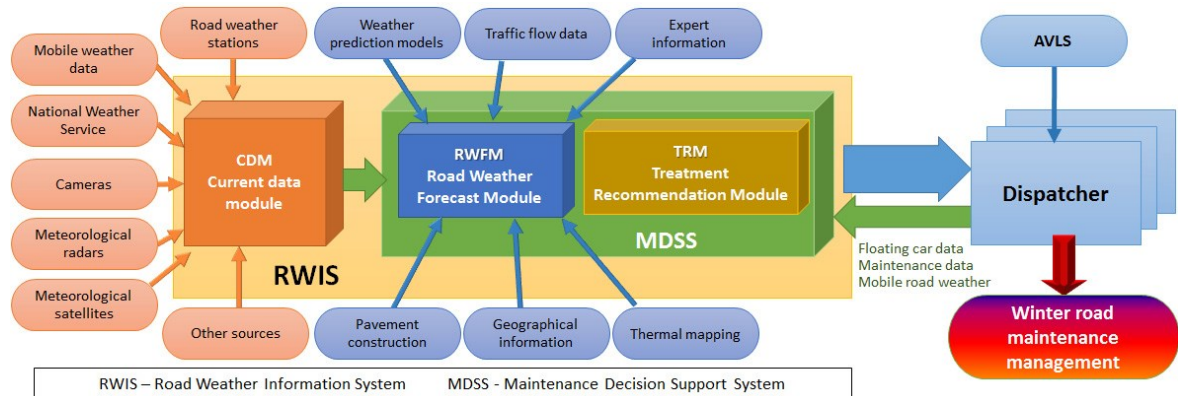 Road weather
stations
Weather
prediction models
Traffic flow data
Expert
information
Mobile weather
data
AVLS
National Weather
Service
CDM
Current data
module
RWFM
Road Weather
Forecast Module
TRM
Treatment
Recommendation Module
Cameras
Dispatcher
Meteorological
radars
MDSS
RWIS
Floating car data
Maintenance data
Mobile road weather
Meteorological
satellites
Other sources
Pavement
construction
Geographical
information
Thermal mapping
Winter road
maintenance
management
RWIS – Road Weather Information System MDSS - Maintenance Decision Support System